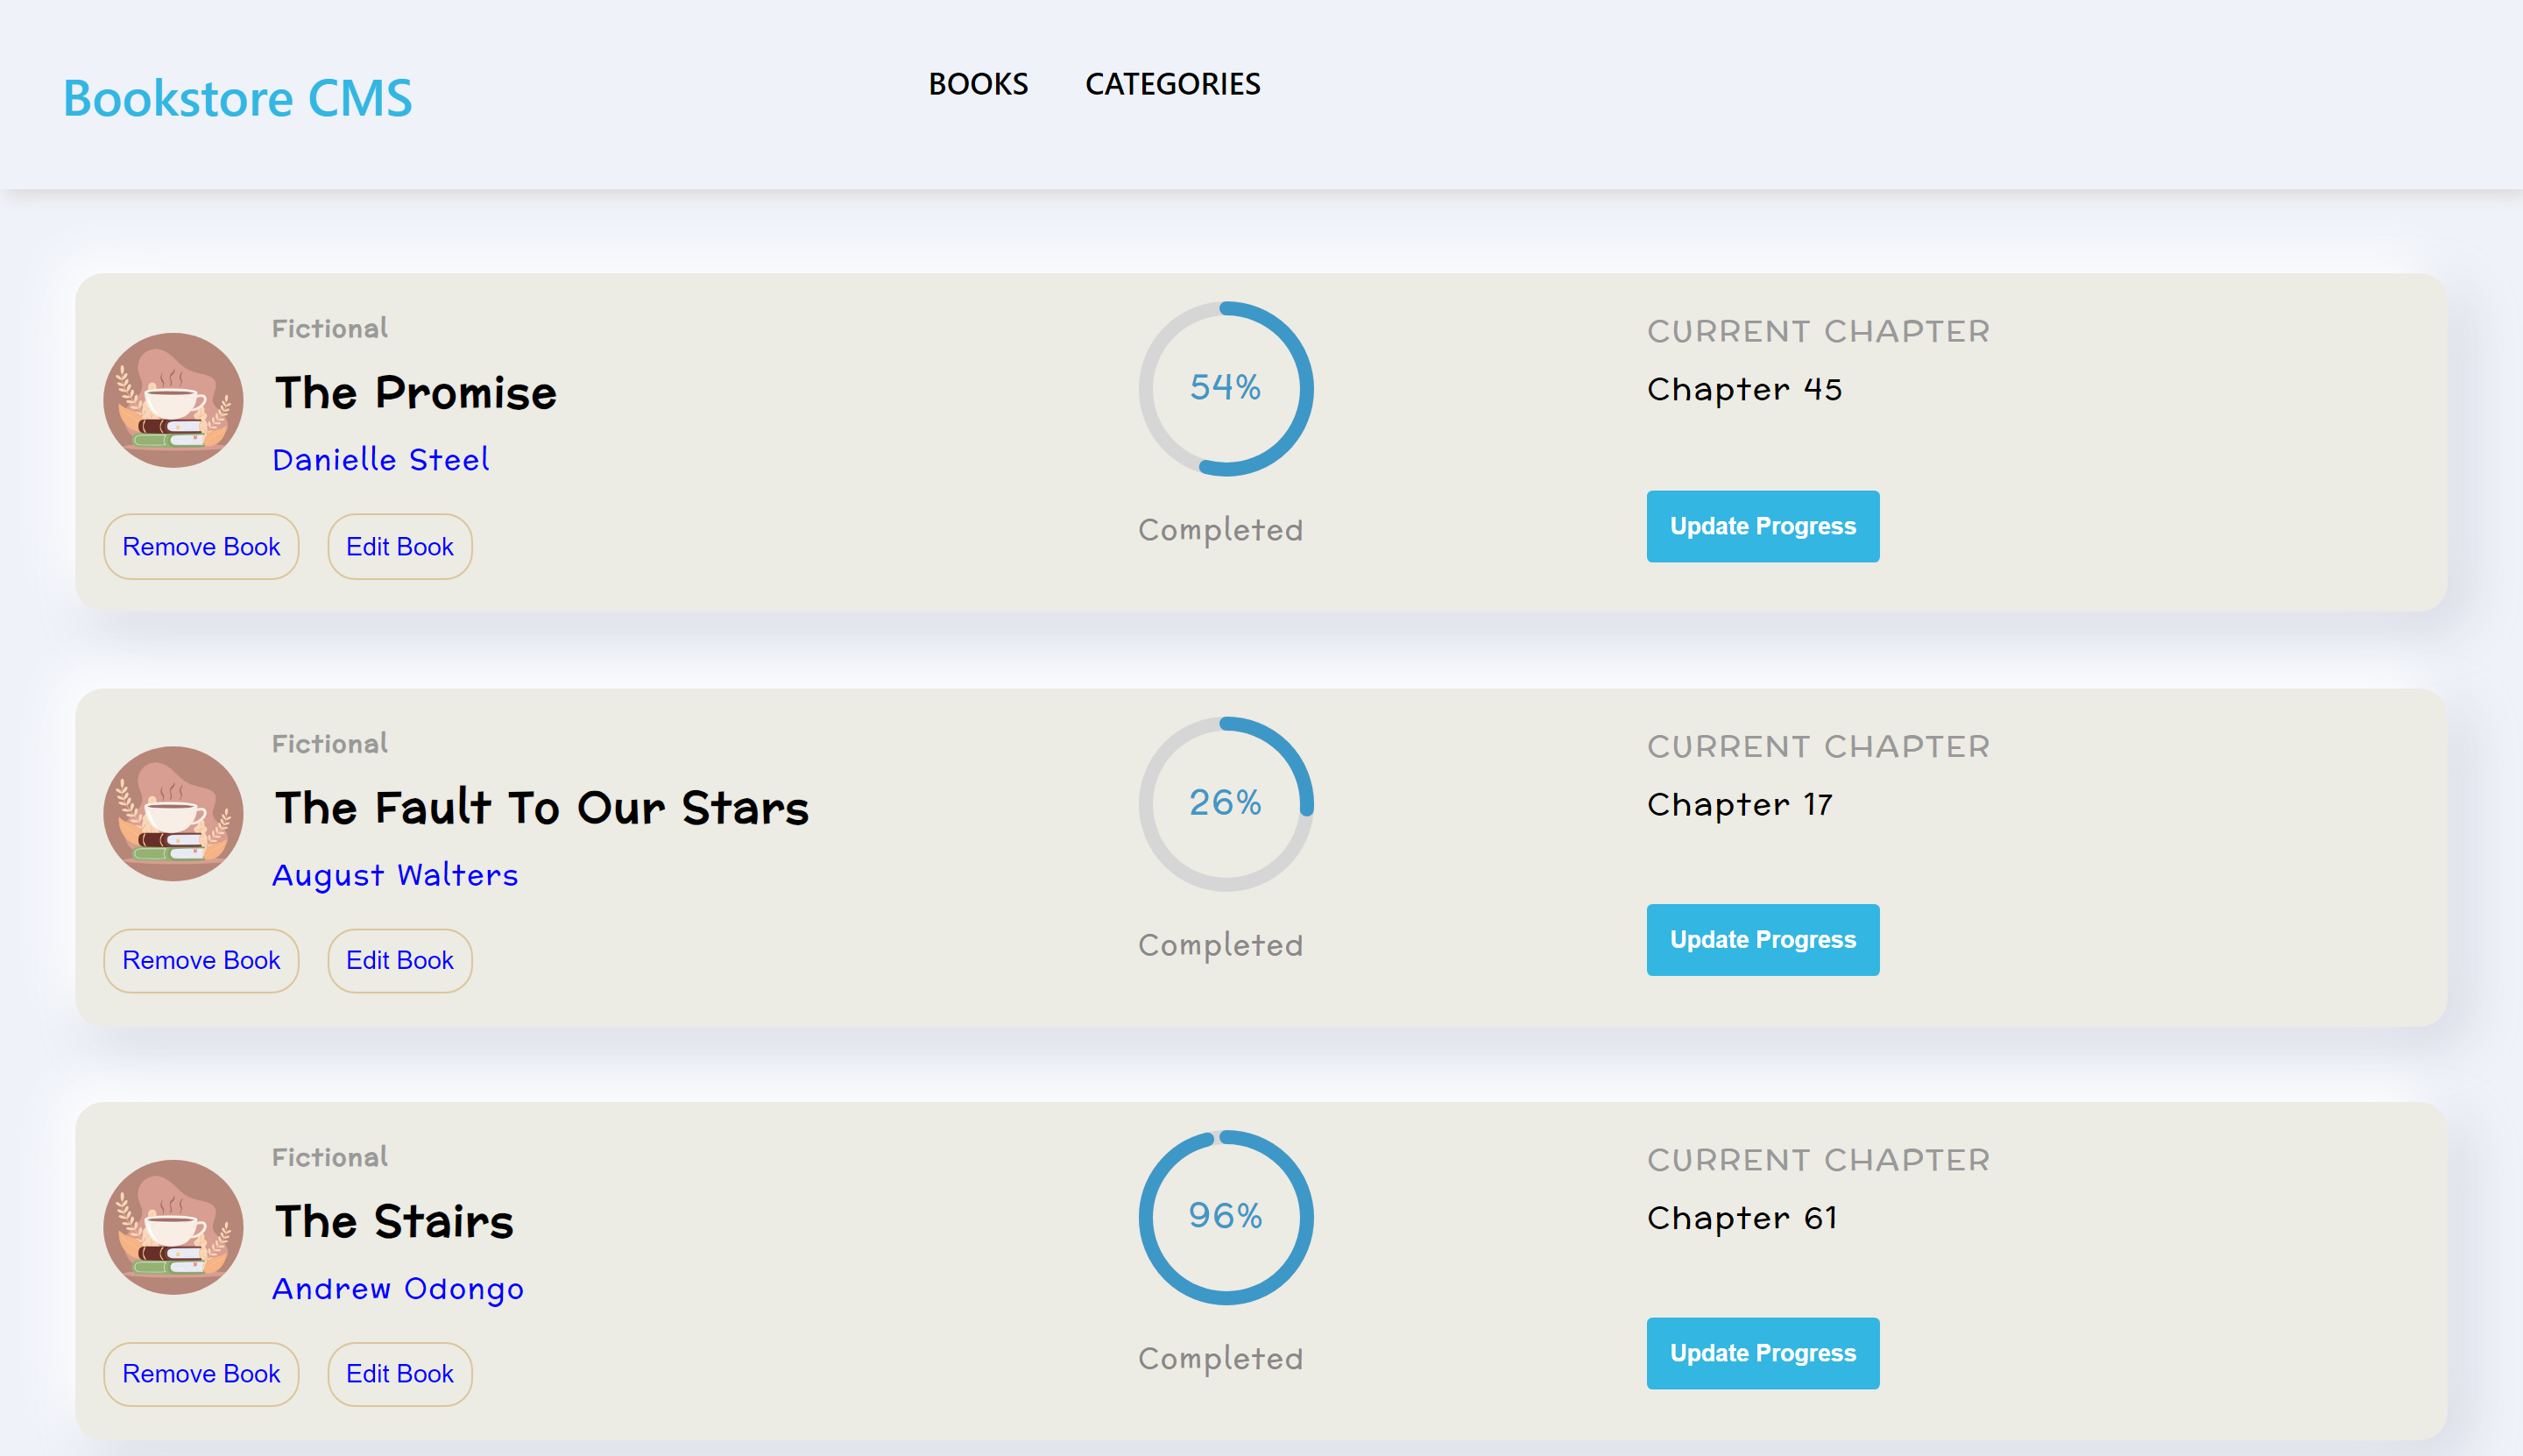 Bookstore CMS
BOOKS CATEGORIES
Fictional
The Promise
Danielle Steel
Remove Book Edit Book
54%
Completed
CURRENT CHAPTER
Chapter 45
Update Progress
Fictional
The Fault To Our Stars
August Walters
Remove Book Edit Book
26%
Completed
CURRENT CHAPTER
Chapter 17
Update Progress
Fictional
The Stairs
Andrew Odongo
Remove Book Edit Book
96%
Completed
CURRENT CHAPTER
Chapter 61
Update Progress